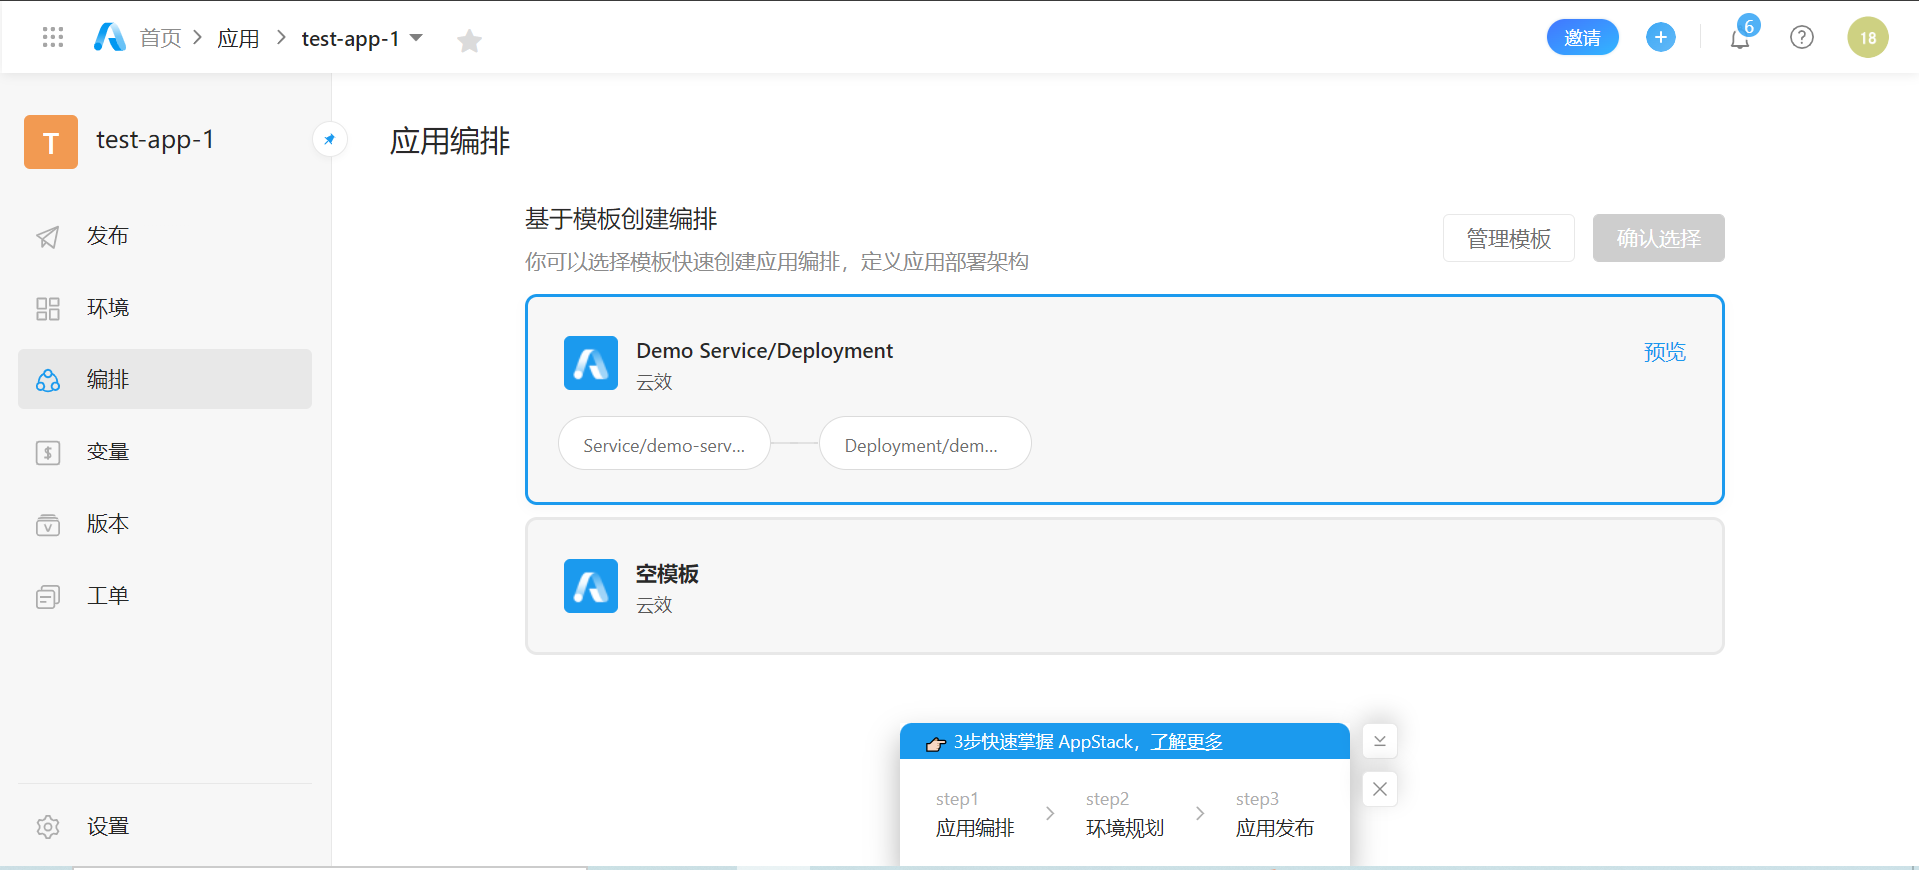 首页 > 应用 > test-app-1
邀请
6
18
T
test-app-1
发布
环境
编排
变量
版本
工单
设置
应用编排
基于模板创建编排
你可以选择模板快速创建应用编排，定义应用部署架构
管理模板
确认选择
Demo Service/Deployment
云效
预览
Service/demo-serv...
Deployment/dem...
空模板
云效
3步快速掌握 AppStack，了解更多
step1
应用编排
step2
环境规划
step3
应用发布